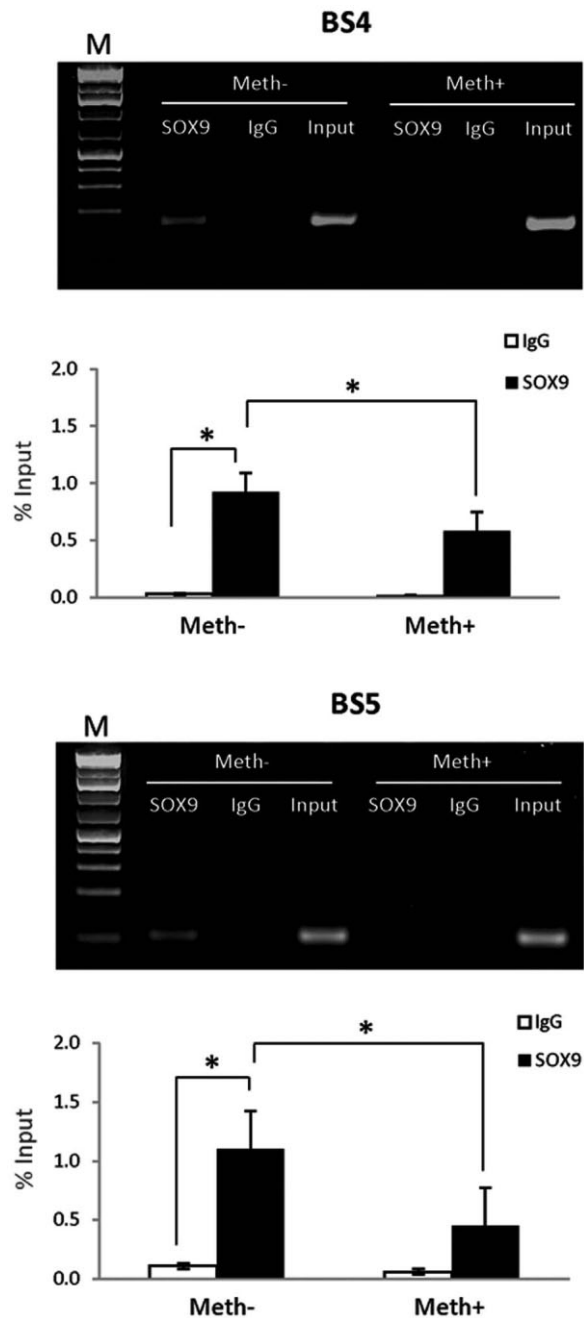 BS4
M
Meth- Meth+
SOX9 IgG Input SOX9 IgG Input
IgG
SOX9
2.0
1.5
1.0
0.5
0.0
% Input
*
*
Meth- Meth+
BS5
M
Meth- Meth+
SOX9 IgG Input SOX9 IgG Input
IgG
SOX9
2.0
1.5
1.0
0.5
0.0
% Input
*
*
Meth- Meth+